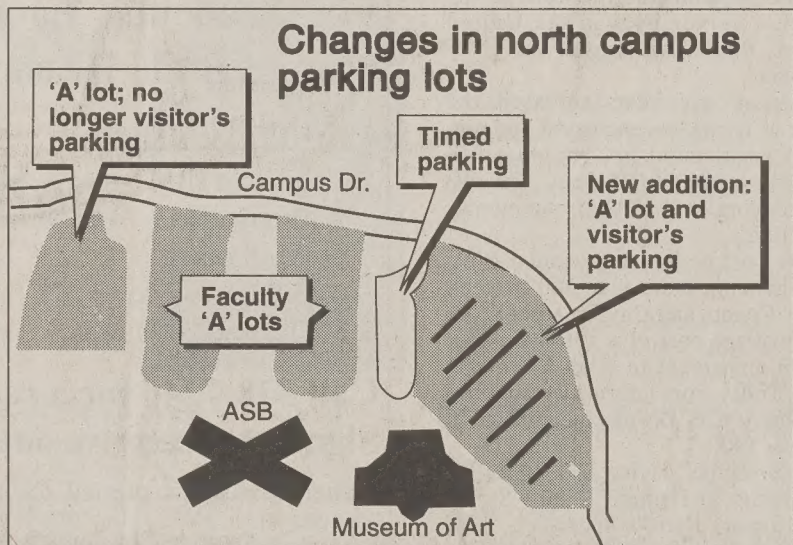 Changes in north campus
parking lots
'A' lot; no
longer visitor's
parking
Timed
parking
Campus Dr.
New addition:
'A' lot and
visitor's
parking
Faculty
'A' lots
ASB
Museum of Art